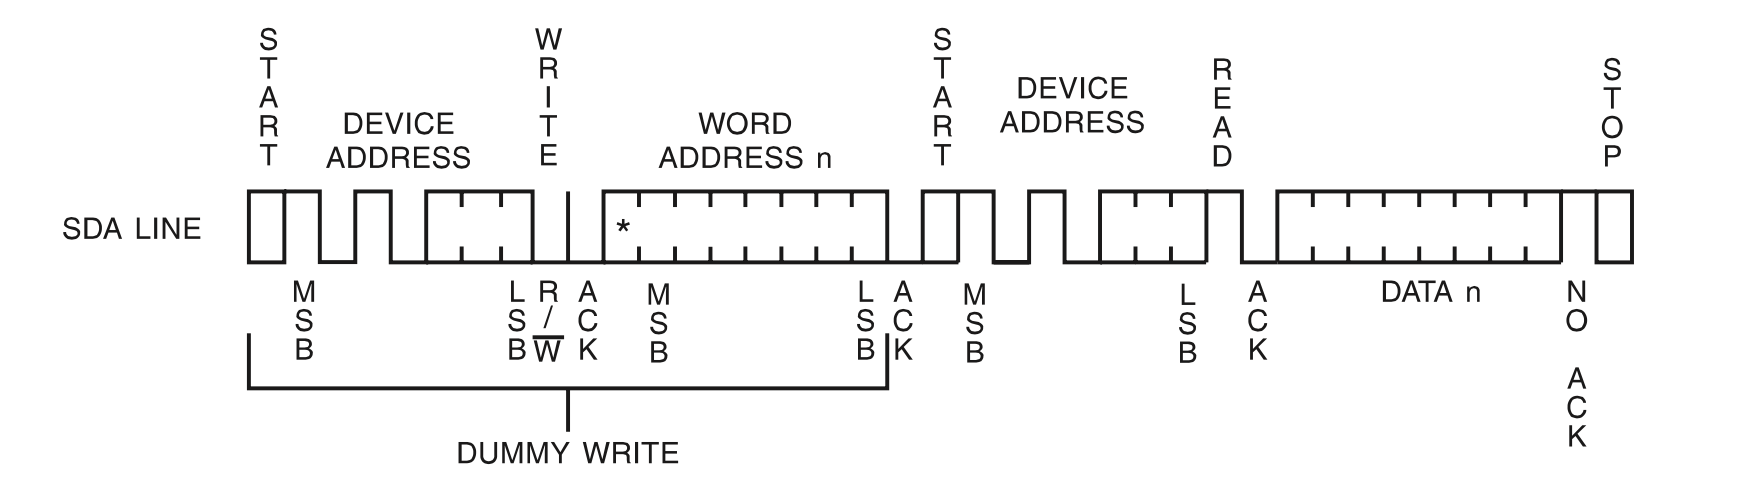 START
WRITE
START
READ
STOP
DEVICE
ADDRESS
WORD
ADDRESS n
DEVICE
ADDRESS
SDA LINE
*
MSB
LSB
R/W
ACK
MSB
LSB
ACK
MSB
LSB
ACK
DATA n
NO ACK
DUMMY WRITE